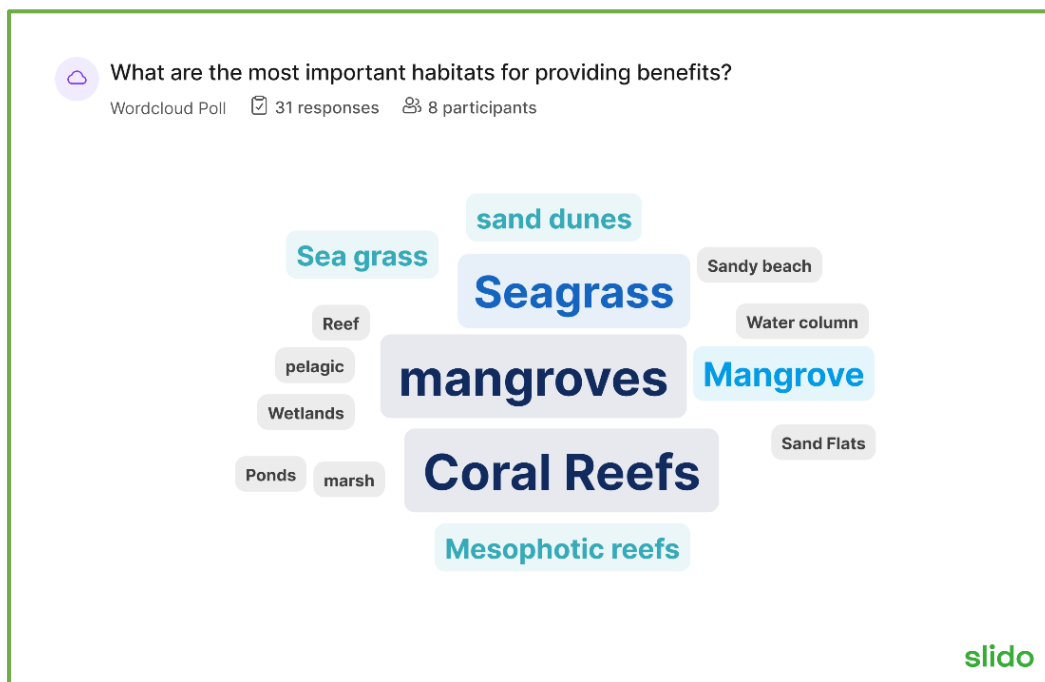 What are the most important habitats for providing benefits?
Wordcloud Poll 31 responses 8 participants
sand dunes
Sea grass
Seagrass
Sandy beach
Reef
Water column
pelagic
mangroves
Mangrove
Wetlands
Sand Flats
Ponds
marsh
Coral Reefs
Mesophotic reefs
slido